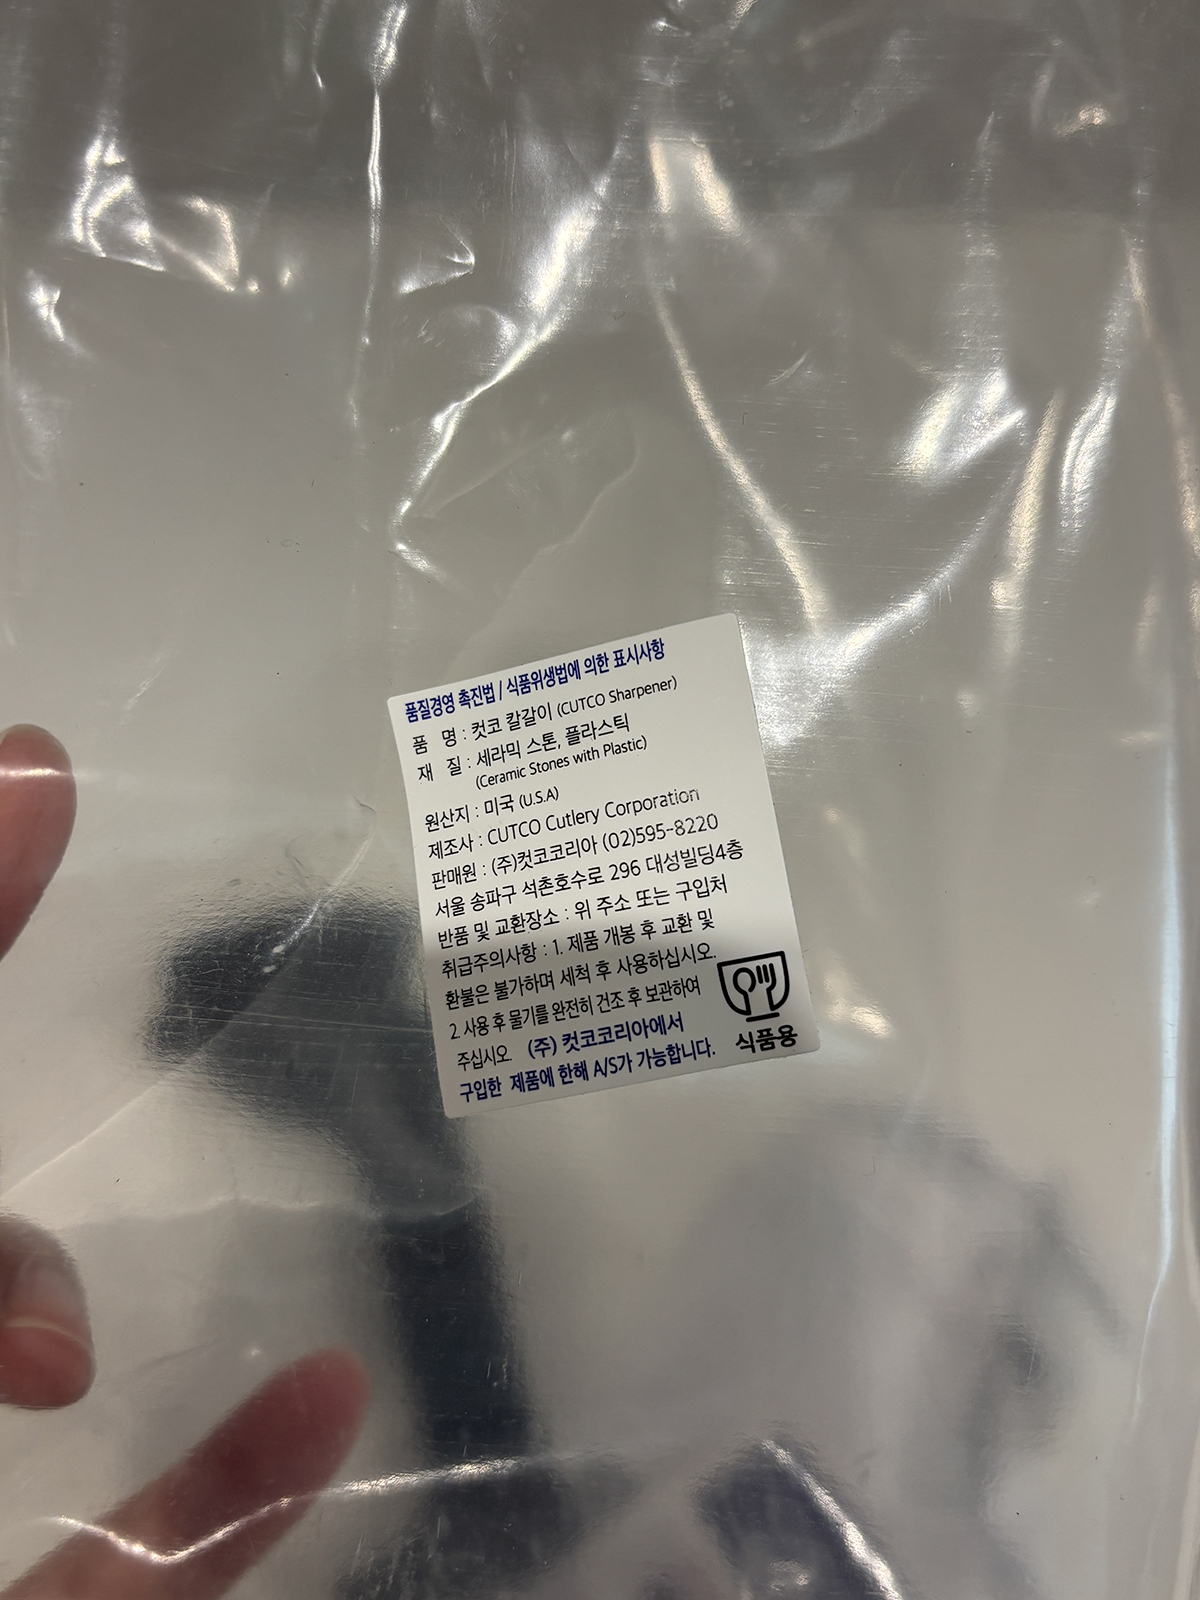 품질경영 촉진법 / 식품위생법에 의한 표시사항
품 명 : 컷코 칼갈이 (CUTCO Sharpener)
재 질 : 세라믹 스톤, 플라스틱
(Ceramic Stones with Plastic)
원산지 : 미국 (U.S.A)
제조사 : CUTCO Cutlery Corporation
판매원 : (주)컷코코리아 (02)595-8220
서울 송파구 석촌호수로 296 대성빌딩4층
반품 및 교환장소 : 위 주소 또는 구입처
취급주의사항 : 1. 제품 개봉 후 교환 및
환불은 불가하며 세척 후 사용하십시오.
2. 사용 후 물기를 완전히 건조 후 보관하여
주십시오. (주) 컷코코리아에서
구입한 제품에 한해 A/S가 가능합니다.
식품용